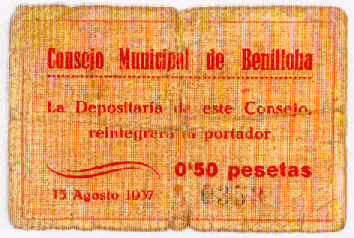 Consejo Municipal de Benilloba
La Depositaría de este Consejo,
reintegrará al portador
0'50 pesetas
15 Agosto 1937